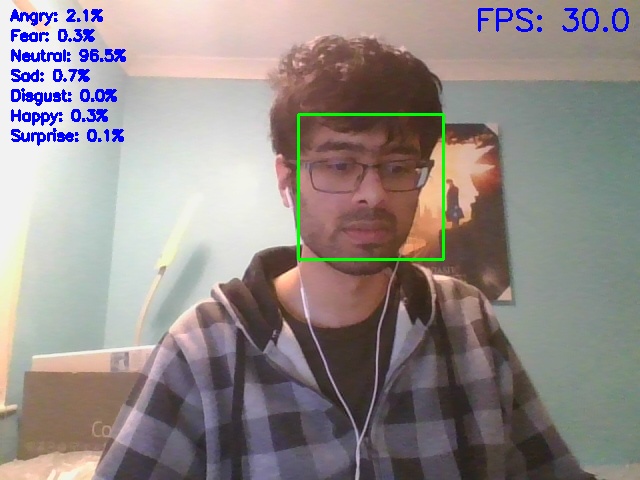 Angry: 2.1%
Fear: 0.3%
Neutral: 96.5%
Sad: 0.7%
Disgust: 0.0%
Happy: 0.3%
Surprise: 0.1%
FPS: 30.0
Co